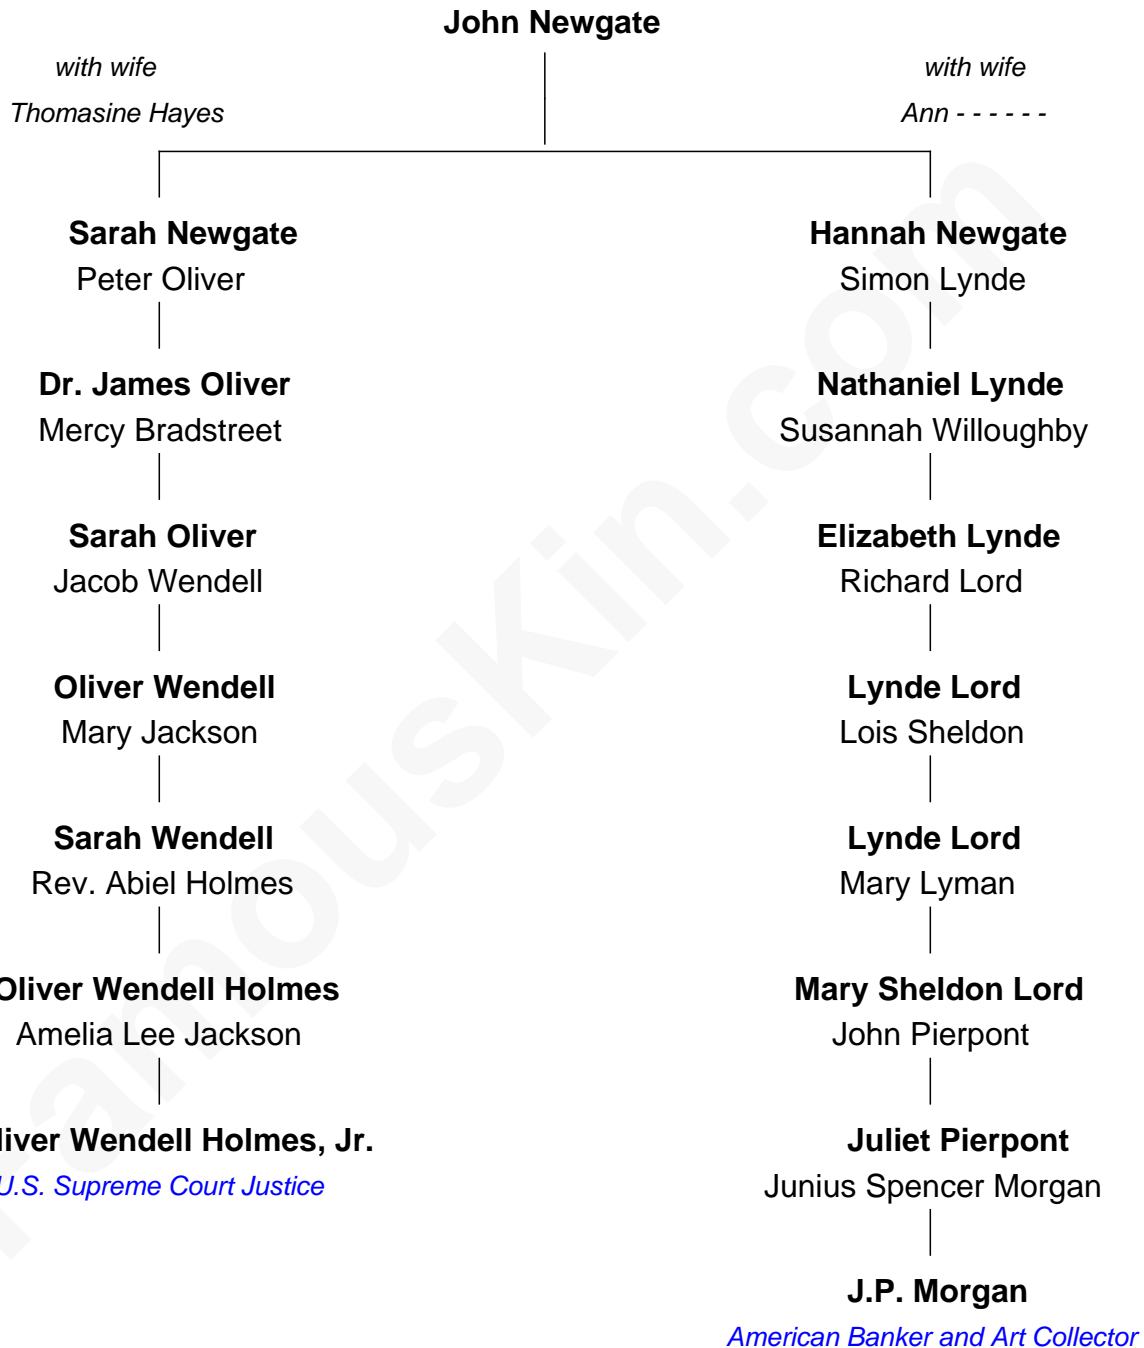 John Newgate
with wife
with wife
Thomasine Hayes
Ann - - - - - -
Sarah Newgate
Hannah Newgate
Peter Oliver
Simon Lynde
Dr. James Oliver
Nathaniel Lynde
Mercy Bradstreet
Susannah Willoughby
Sarah Oliver
Elizabeth Lynde
Jacob Wendell
Richard Lord
Oliver Wendell
Lynde Lord
Mary Jackson
Lois Sheldon
Sarah Wendell
Lynde Lord
Rev. Abiel Holmes
Mary Lyman
Oliver Wendell Holmes
Mary Sheldon Lord
Amelia Lee Jackson
John Pierpont
liver Wendell Holmes, Jr.
Juliet Pierpont
U.S. Supreme Court Justice
Junius Spencer Morgan
J.P. Morgan
American Banker and Art Collector
FamousKin.com